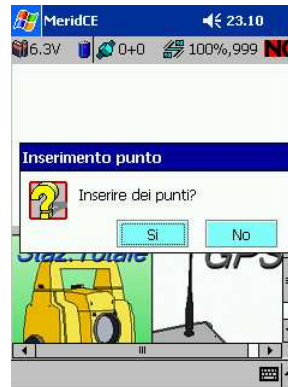 MeridCE 23.10
6.3V 0+0 100%,999 NO
Inserimento punto
Inserire dei punti?
Si No
Staz. Totale GPS